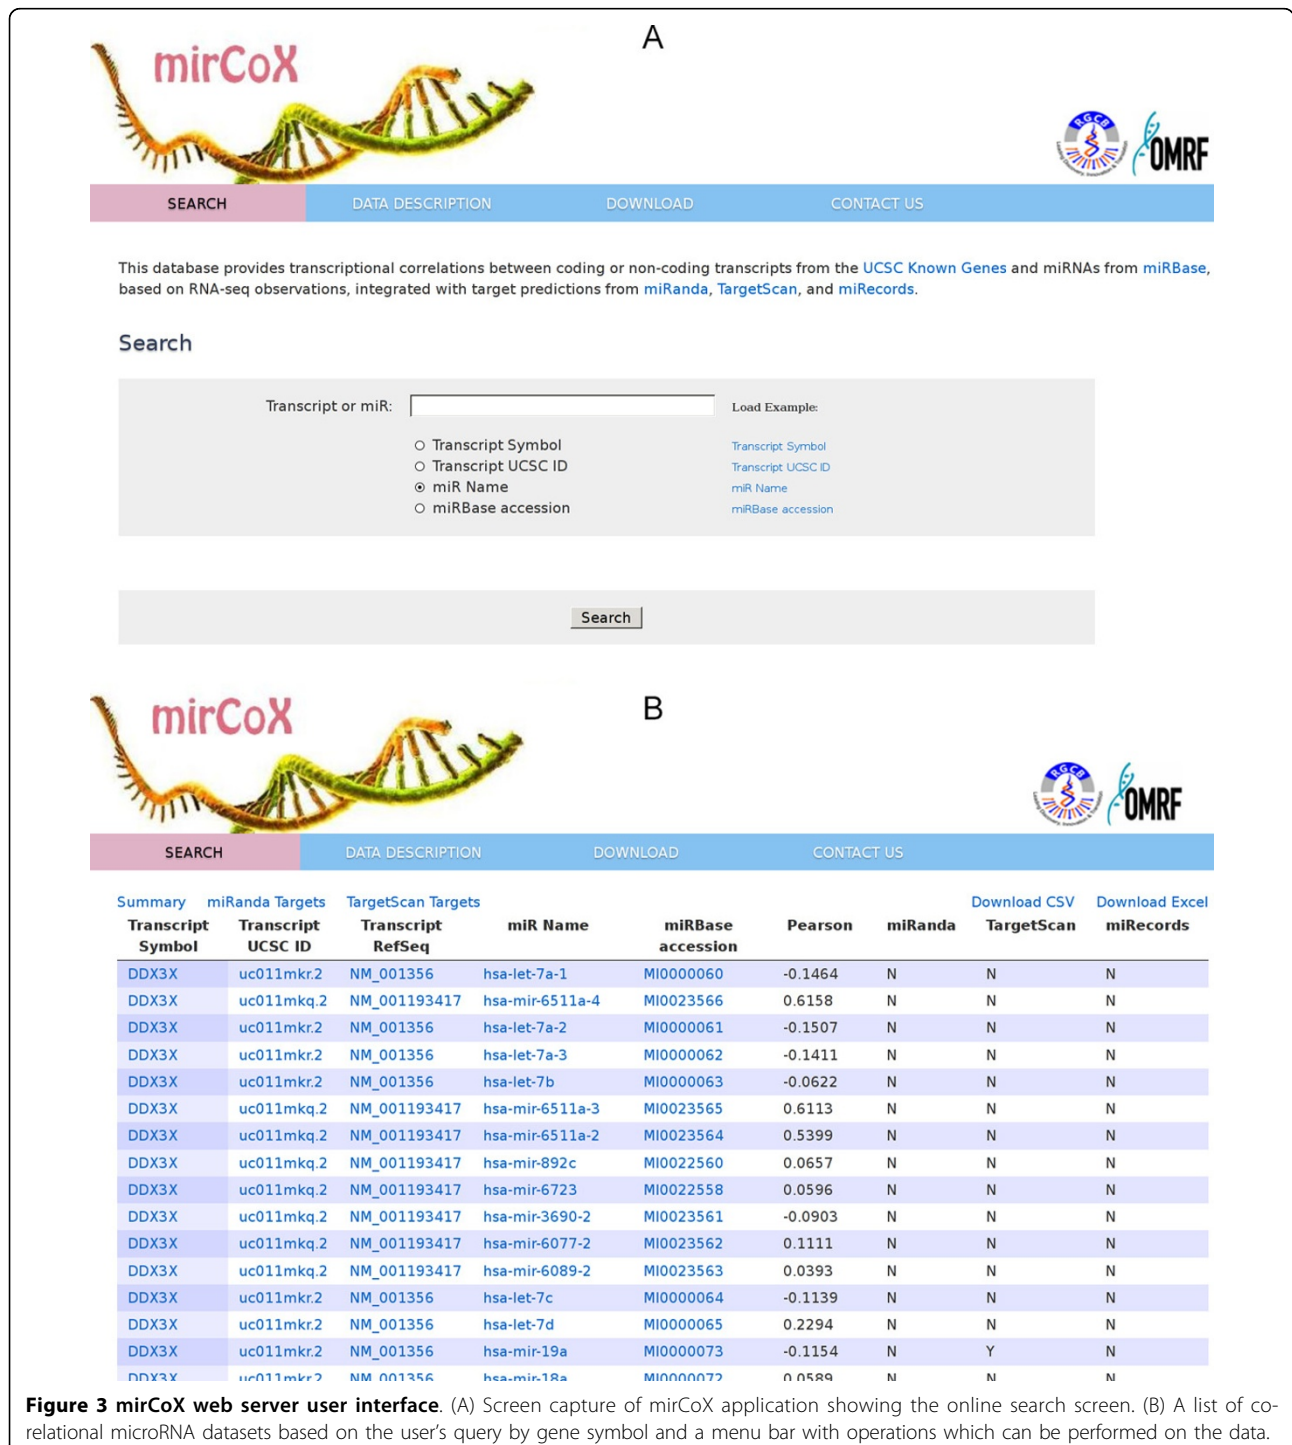 A
mirCoX
RGCB
OMRF
SEARCH DATA DESCRIPTION DOWNLOAD CONTACT US
This database provides transcriptional correlations between coding or non-coding transcripts from the UCSC Known Genes and miRNAs from miRBase,
based on RNA-seq observations, integrated with target predictions from miRanda, TargetScan, and miRecords.
Search
Transcript or miR: Load Example:
Transcript Symbol Transcript Symbol
Transcript UCSC ID Transcript UCSC ID
miR Name miR Name
miRBase accession miRBase accession
Search
B
mirCoX
RGCB
OMRF
SEARCH DATA DESCRIPTION DOWNLOAD CONTACT US
Summary miRanda Targets TargetScan Targets Download CSV Download Excel
Transcript Transcript Transcript miR Name miRBase Pearson miRanda TargetScan miRecords
Symbol UCSC ID RefSeq accession
DDX3X uc011mkr.2 NM_001356 hsa-let-7a-1 MI0000060 -0.1464 N N N
DDX3X uc011mkq.2 NM_001193417 hsa-mir-6511a-4 MI0023566 0.6158 N N N
DDX3X uc011mkr.2 NM_001356 hsa-let-7a-2 MI0000061 -0.1507 N N N
DDX3X uc011mkr.2 NM_001356 hsa-let-7a-3 MI0000062 -0.1411 N N N
DDX3X uc011mkr.2 NM_001356 hsa-let-7b MI0000063 -0.0622 N N N
DDX3X uc011mkq.2 NM_001193417 hsa-mir-6511a-3 MI0023565 0.6113 N N N
DDX3X uc011mkq.2 NM_001193417 hsa-mir-6511a-2 MI0023564 0.5399 N N N
DDX3X uc011mkq.2 NM_001193417 hsa-mir-892c MI0022560 0.0657 N N N
DDX3X uc011mkq.2 NM_001193417 hsa-mir-6723 MI0022558 0.0596 N N N
DDX3X uc011mkq.2 NM_001193417 hsa-mir-3690-2 MI0023561 -0.0903 N N N
DDX3X uc011mkq.2 NM_001193417 hsa-mir-6077-2 MI0023562 0.1111 N N N
DDX3X uc011mkq.2 NM_001193417 hsa-mir-6089-2 MI0023563 0.0393 N N N
DDX3X uc011mkr.2 NM_001356 hsa-let-7c MI0000064 -0.1139 N N N
DDX3X uc011mkr.2 NM_001356 hsa-let-7d MI0000065 0.2294 N N N
DDX3X uc011mkr.2 NM_001356 hsa-mir-19a MI0000073 -0.1154 N Y N
DDX3X uc011mkr.2 NM_001356 hsa-mir-18a MI0000072 0.0589 N N N
Figure 3 mirCoX web server user interface. (A) Screen capture of mirCoX application showing the online search screen. (B) A list of co-
relational microRNA datasets based on the user's query by gene symbol and a menu bar with operations which can be performed on the data.